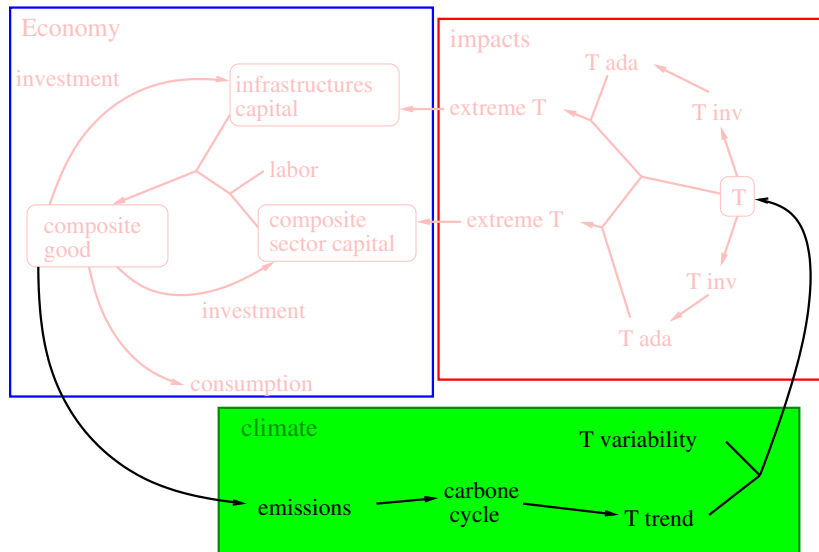 Economy
investment
infrastructures
capital
labor
composite
good
composite
sector capital
investment
consumption
impacts
T ada
extreme T
T inv
T
extreme T
T inv
T ada
climate
T variability
emissions
carbone
cycle
T trend